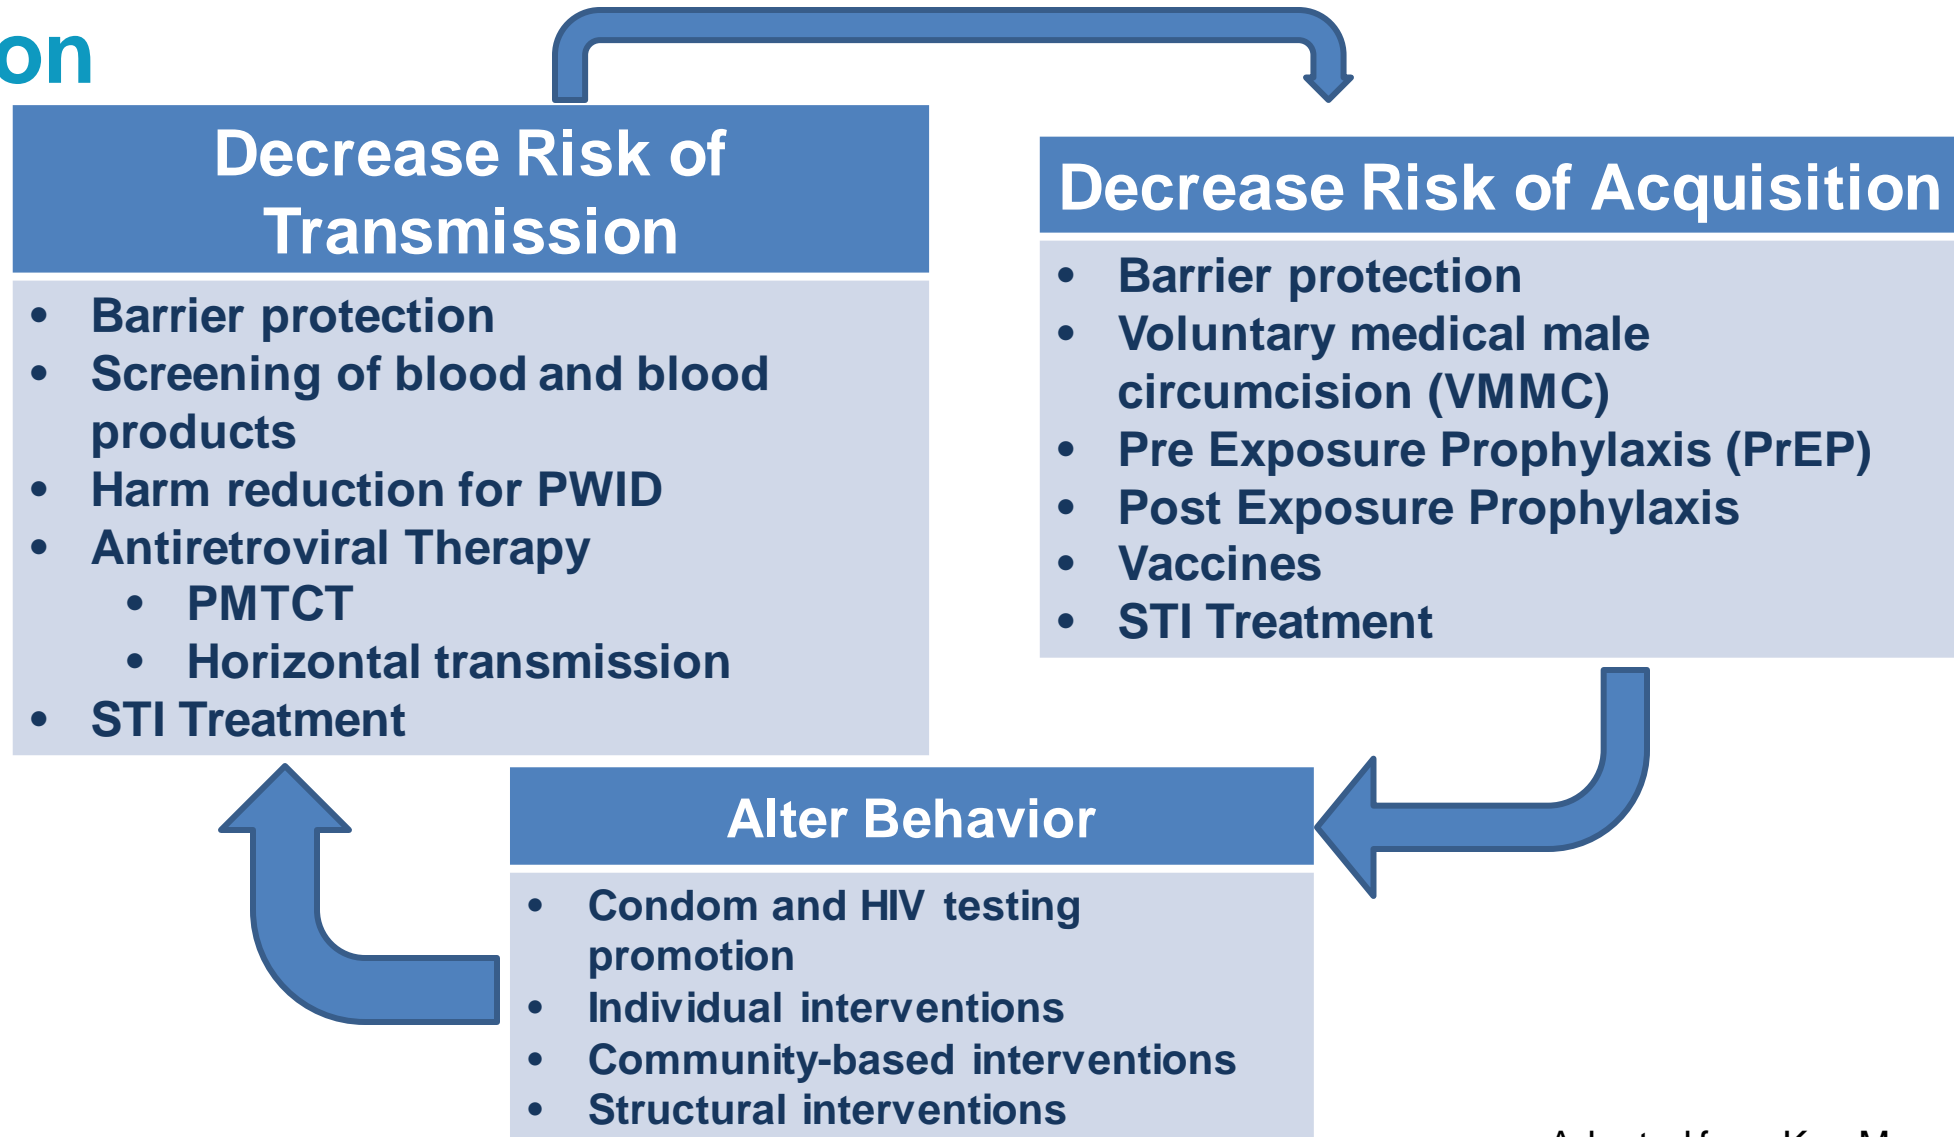 on
Decrease Risk of
Transmission
• Barrier protection
• Screening of blood and blood
products
• Harm reduction for PWID
• Antiretroviral Therapy
• PMTCT
• Horizontal transmission
• STI Treatment
Decrease Risk of Acquisition
• Barrier protection
• Voluntary medical male
circumcision (VMMC)
• Pre Exposure Prophylaxis (PrEP)
• Post Exposure Prophylaxis
• Vaccines
• STI Treatment
Alter Behavior
• Condom and HIV testing
promotion
• Individual interventions
• Community-based interventions
• Structural interventions
Adapted from